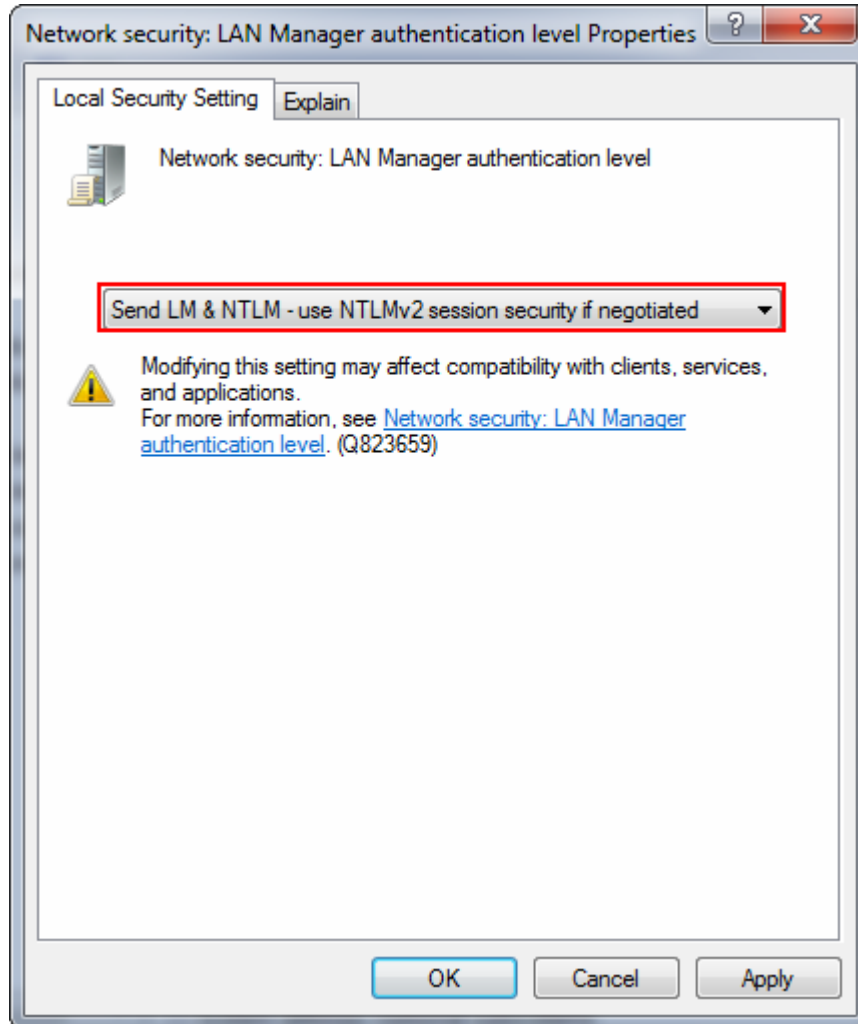 Network security: LAN Manager authentication level Properties
Local Security Setting
Explain
Network security: LAN Manager authentication level
Send LM & NTLM - use NTLMv2 session security if negotiated
Modifying this setting may affect compatibility with clients, services,
and applications.
For more information, see Network security: LAN Manager
authentication level. (Q823659)
OK
Cancel
Apply